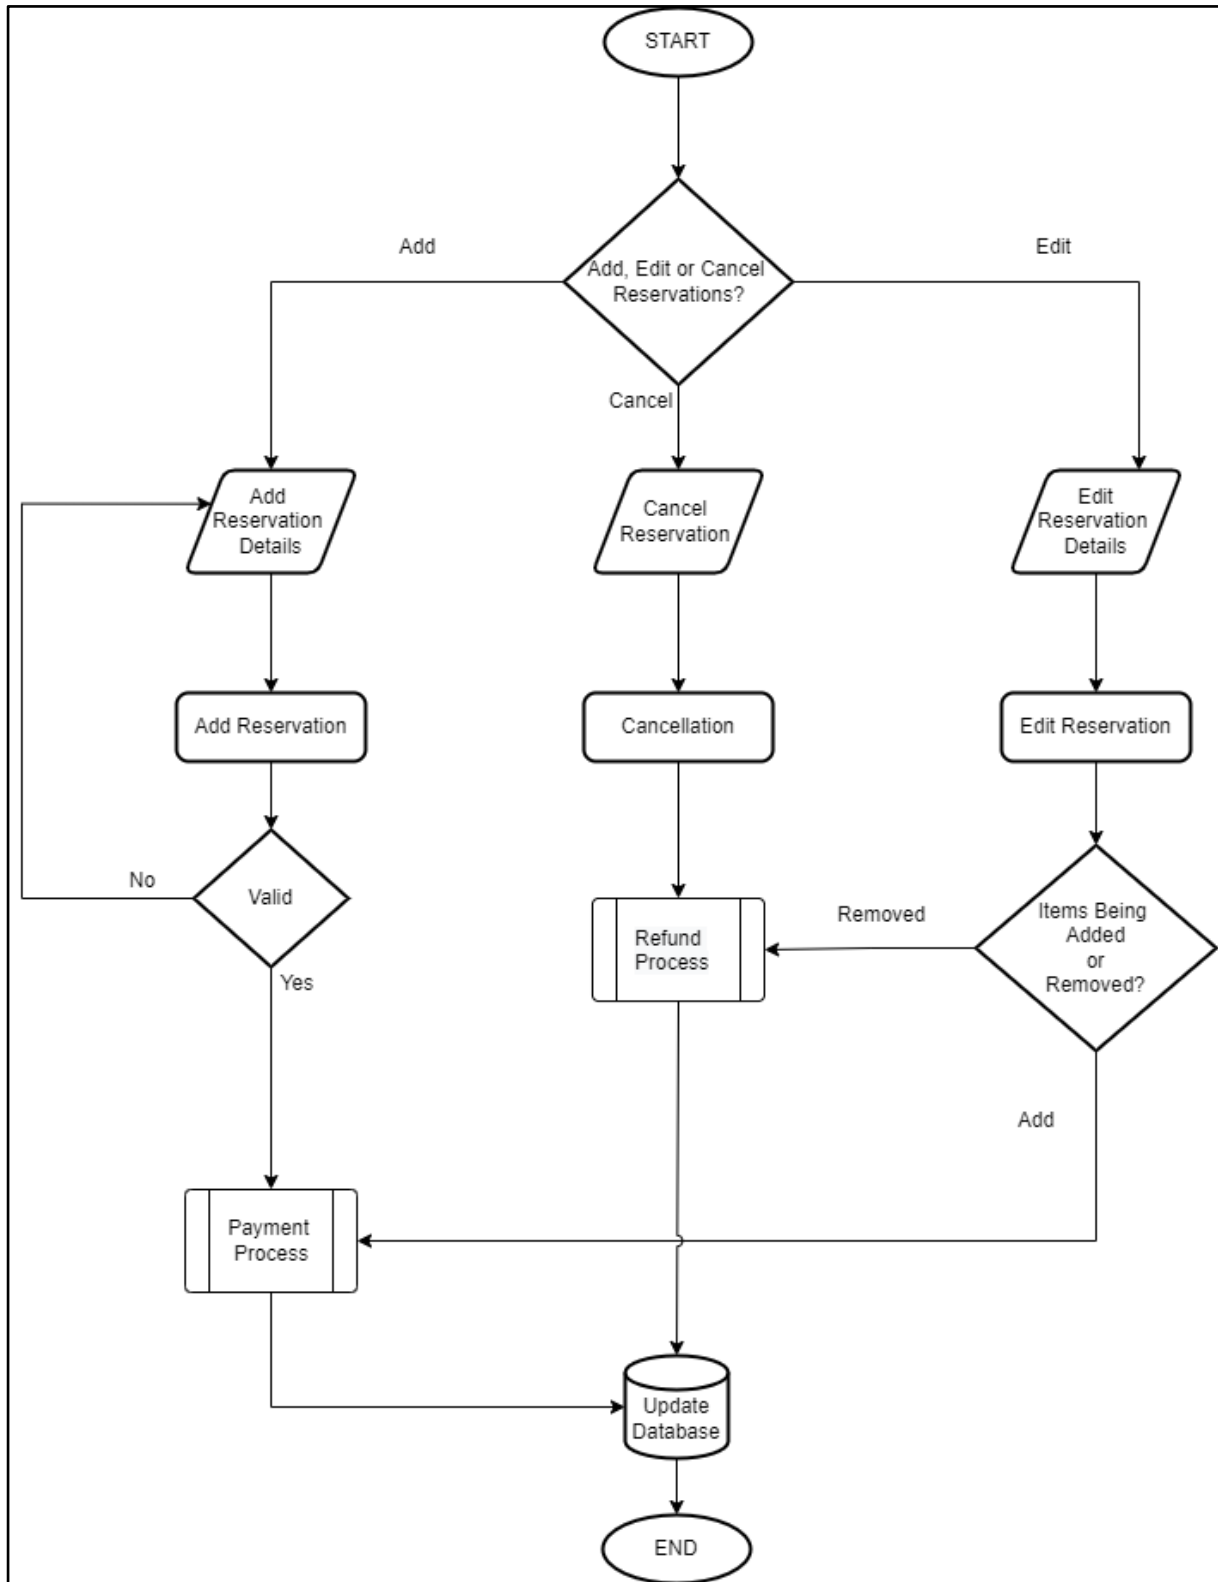 START
Add
Edit
Add, Edit or Cancel
Reservations?
Cancel
Add
Reservation
Details
Cancel
Reservation
Edit
Reservation
Details
Add Reservation
Cancellation
Edit Reservation
No
Valid
Yes
Refund
Process
Removed
Items Being
Added
or
Removed?
Add
Payment
Process
Update
Database
END